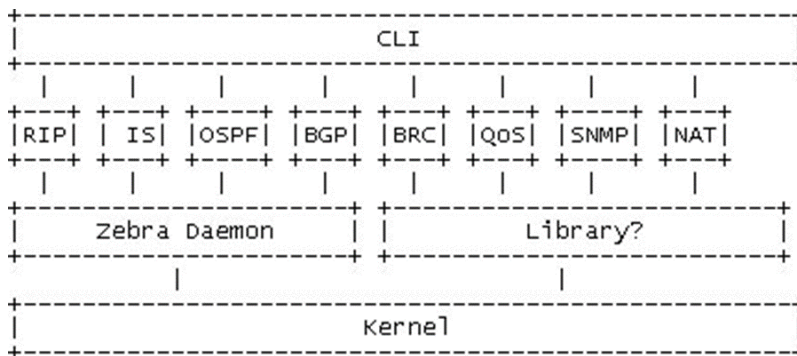 CLI
RIP IS OSPF BGP BRC QoS SNMP NAT
Zebra Daemon Library?
Kernel